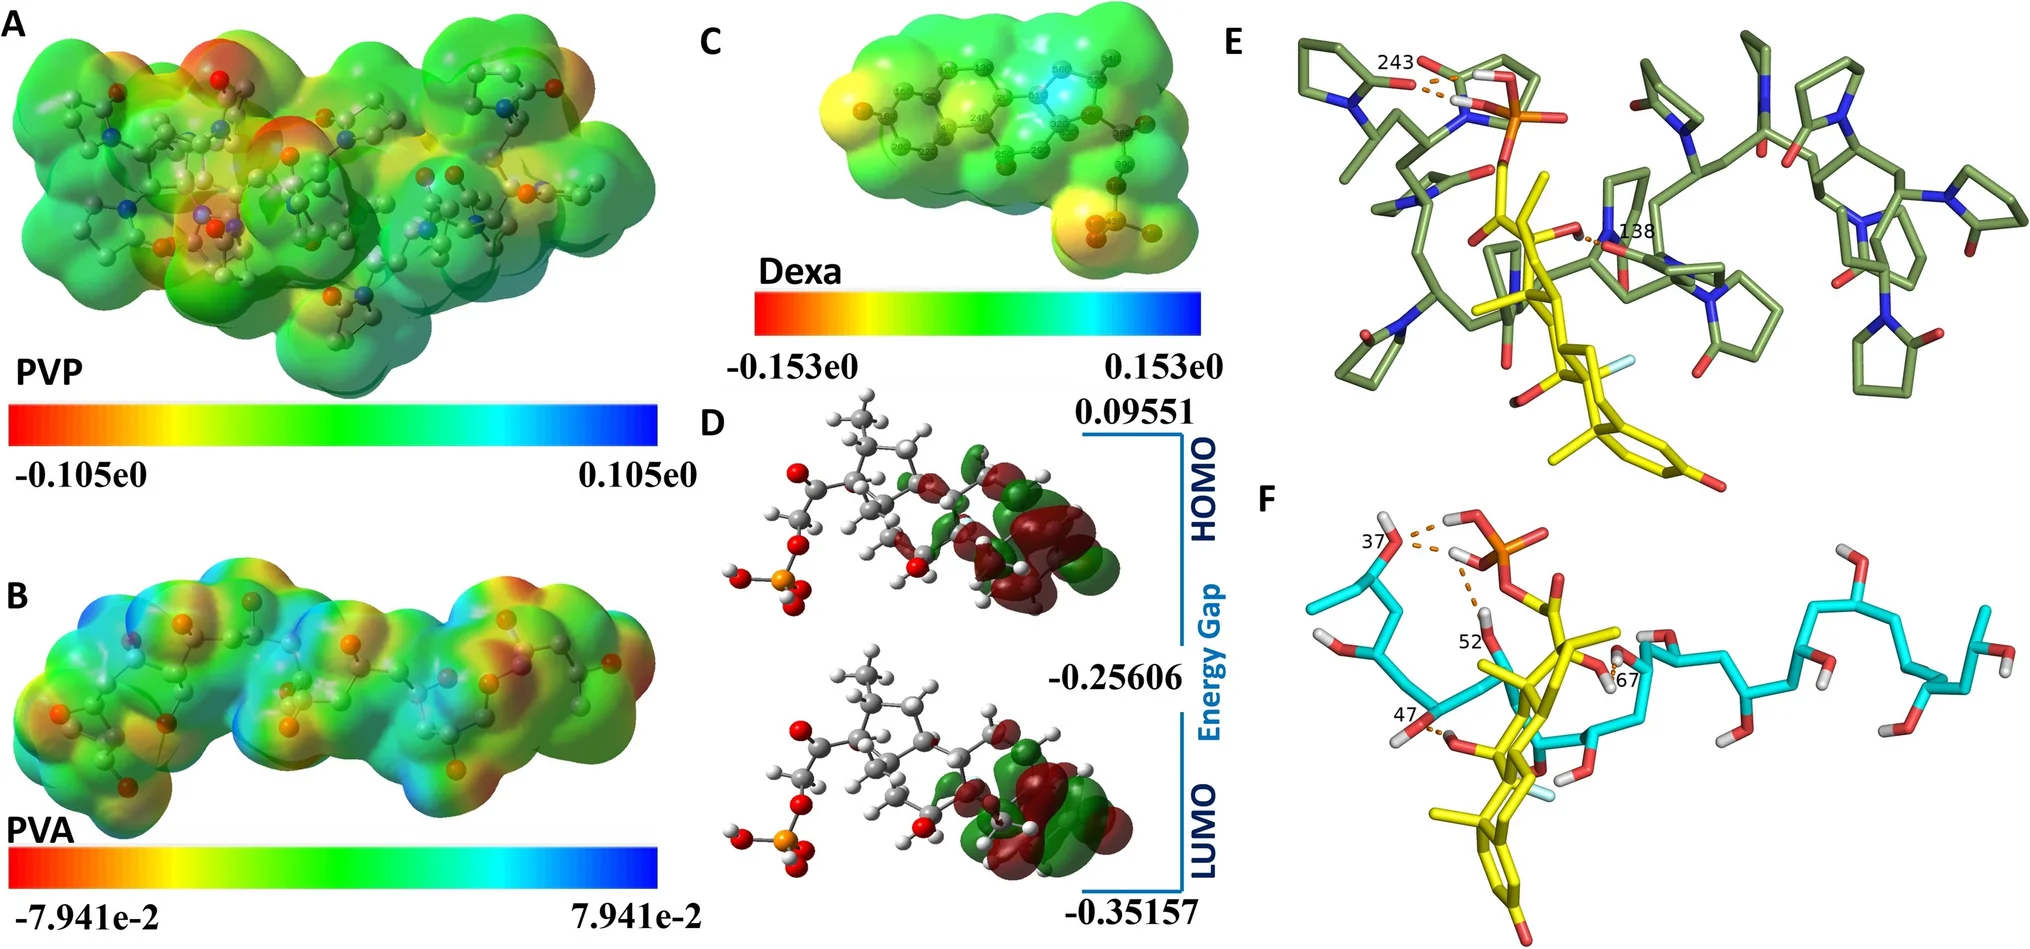 A
PVP
-0.105e0 0.105e0
B
PVA
-7.941e-2 7.941e-2
C
Dexa
-0.153e0 0.153e0
D
0.09551
HOMO
Energy Gap
-0.25606
LUMO
-0.35157
E
243
138
F
37
52
67
47